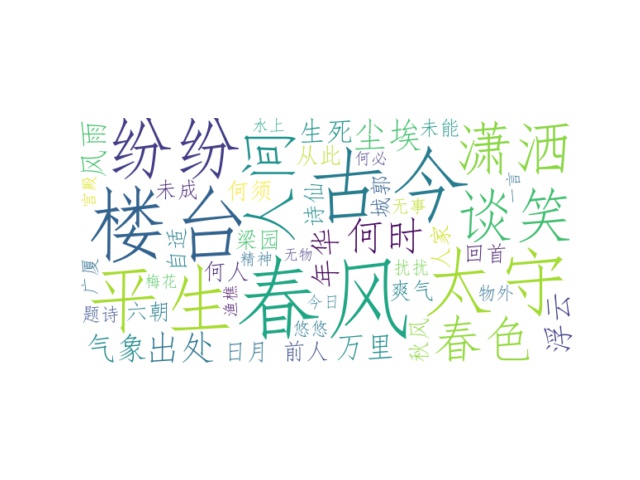 风雨
纷纷
人间
水上
生死
尘埃
未能
潇洒
从此
何必
宫殿
未成
何须
诗仙
古今
城郭
无事
一言
谈笑
楼台
自适
梁园
年华
何时
人家
回首
广厦
精神
无物
何人
扰扰
梅花
平生
渔樵
春风
今日
爽气
太守
物外
题诗
六朝
悠悠
秋风
春色
浮云
气象
出处
日月
前人
万里